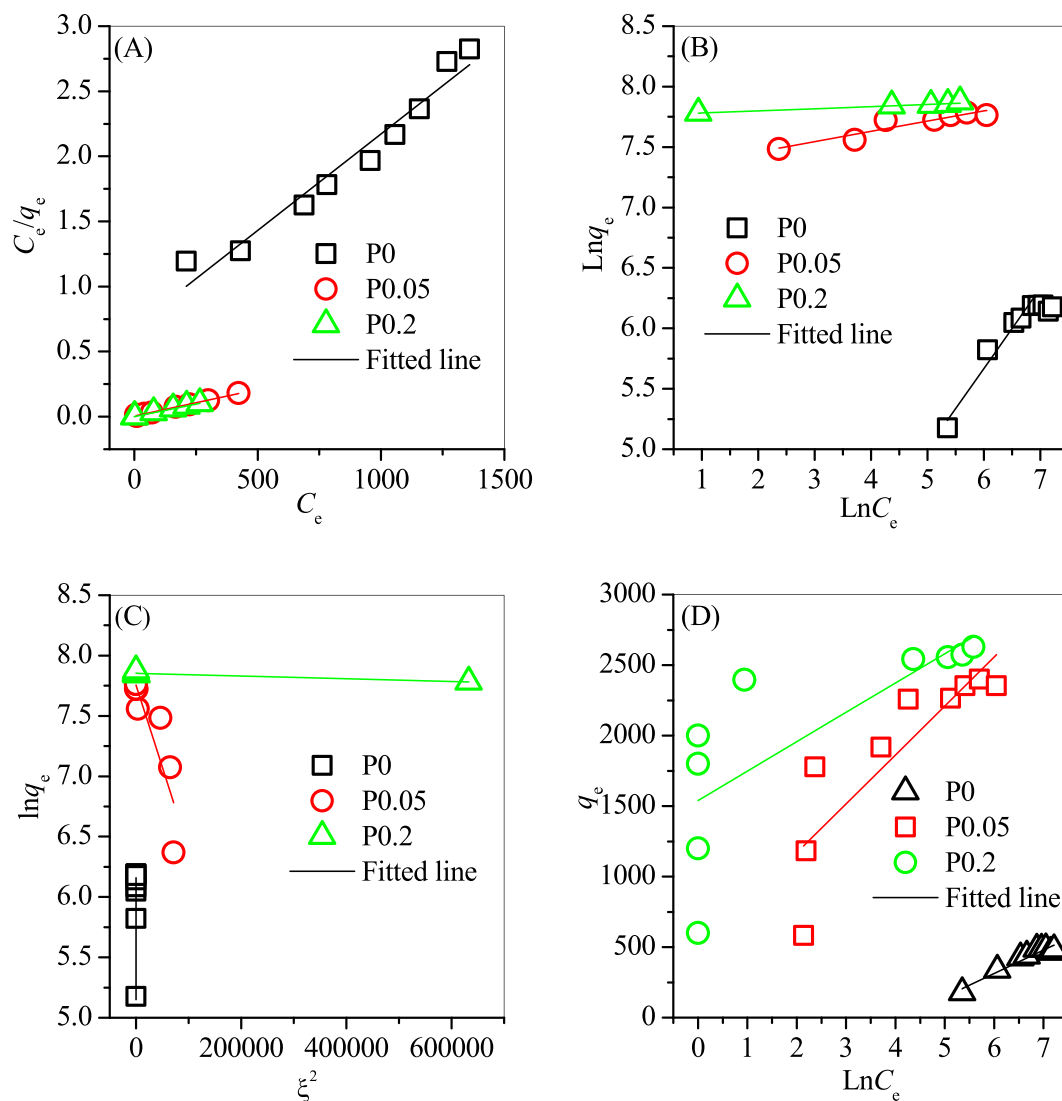 (A)
3.0
2.5
2.0
1.5
1.0
0.5
0.0
Ce/qe
P0
P0.05
P0.2
Fitted line
0 500 1000 1500
Ce
(B)
8.5
8.0
7.5
7.0
6.5
6.0
5.5
5.0
Lnqe
P0
P0.05
P0.2
Fitted line
1 2 3 4 5 6 7
LnCe
(C)
8.5
8.0
7.5
7.0
6.5
6.0
5.5
5.0
lnqe
P0
P0.05
P0.2
Fitted line
0 200000 400000 600000
ξ²
(D)
3000
2500
2000
1500
1000
500
0
qe
P0
P0.05
P0.2
Fitted line
0 1 2 3 4 5 6 7
LnCe